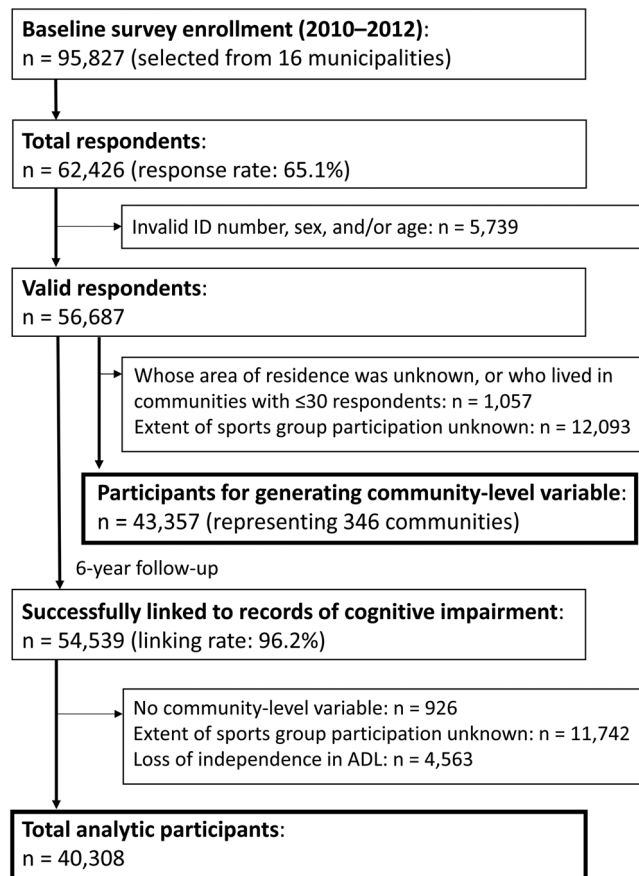 Baseline survey enrollment (2010–2012):
n = 95,827 (selected from 16 municipalities)
Total respondents:
n = 62,426 (response rate: 65.1%)
Invalid ID number, sex, and/or age: n = 5,739
Valid respondents:
n = 56,687
Whose area of residence was unknown, or who lived in
communities with ≤30 respondents: n = 1,057
Extent of sports group participation unknown: n = 12,093
Participants for generating community-level variable:
n = 43,357 (representing 346 communities)
6-year follow-up
Successfully linked to records of cognitive impairment:
n = 54,539 (linking rate: 96.2%)
No community-level variable: n = 926
Extent of sports group participation unknown: n = 11,742
Loss of independence in ADL: n = 4,563
Total analytic participants:
n = 40,308